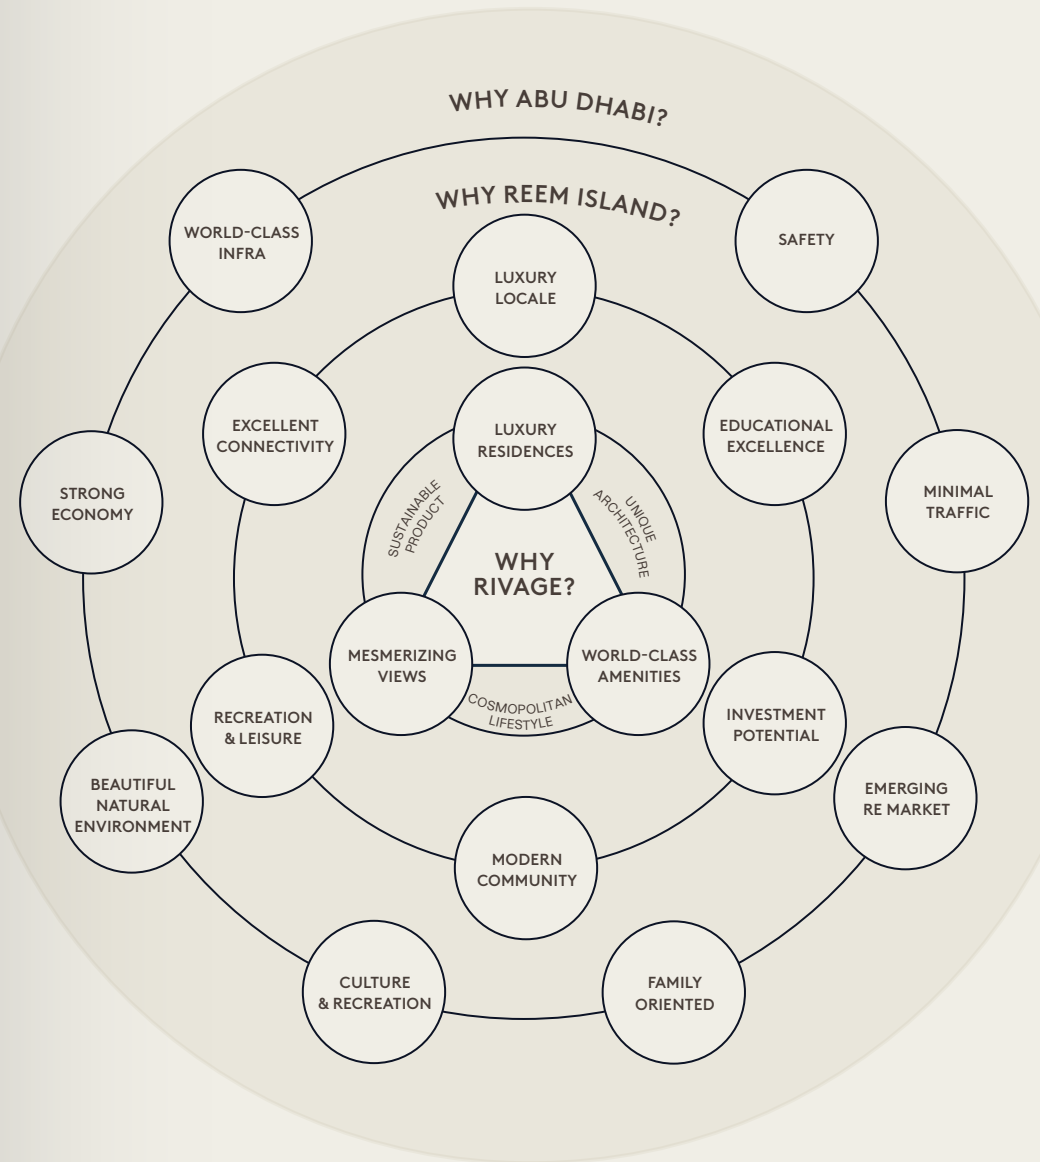 WHY ABU DHABI?
WHY REEM ISLAND?
WORLD-CLASS
INFRA
SAFETY
LUXURY
LOCALE
EXCELLENT
CONNECTIVITY
EDUCATIONAL
EXCELLENCE
LUXURY
RESIDENCES
STRONG
ECONOMY
MINIMAL
TRAFFIC
SUSTAINABLE
PRODUCT
UNIQUE
ARCHITECTURE
WHY
RIVAGE?
MESMERIZING
VIEWS
WORLD-CLASS
AMENITIES
COSMOPOLITAN
LIFESTYLE
RECREATION
& LEISURE
INVESTMENT
POTENTIAL
BEAUTIFUL
NATURAL
ENVIRONMENT
EMERGING
RE MARKET
MODERN
COMMUNITY
CULTURE
& RECREATION
FAMILY
ORIENTED